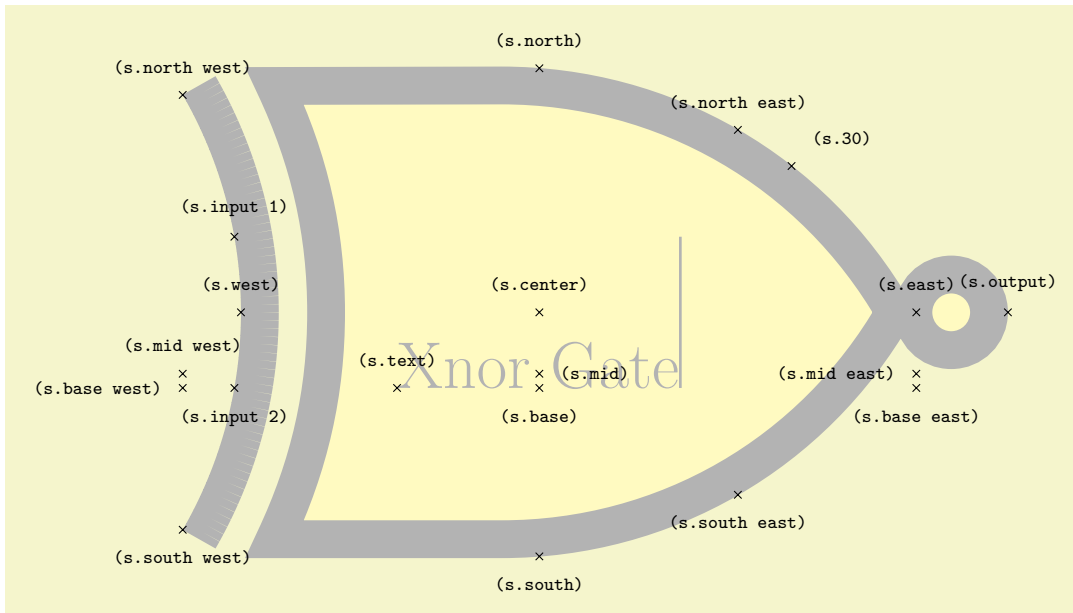 (s.north)
(s.north west)
(s.north east)
(s.30)
(s.input 1)
(s.west)
(s.center)
(s.east)
(s.output)
(s.mid west)
(s.text)
Xnor Gate
(s.mid)
(s.mid east)
(s.base west)
(s.input 2)
(s.base)
(s.base east)
(s.south east)
(s.south west)
(s.south)